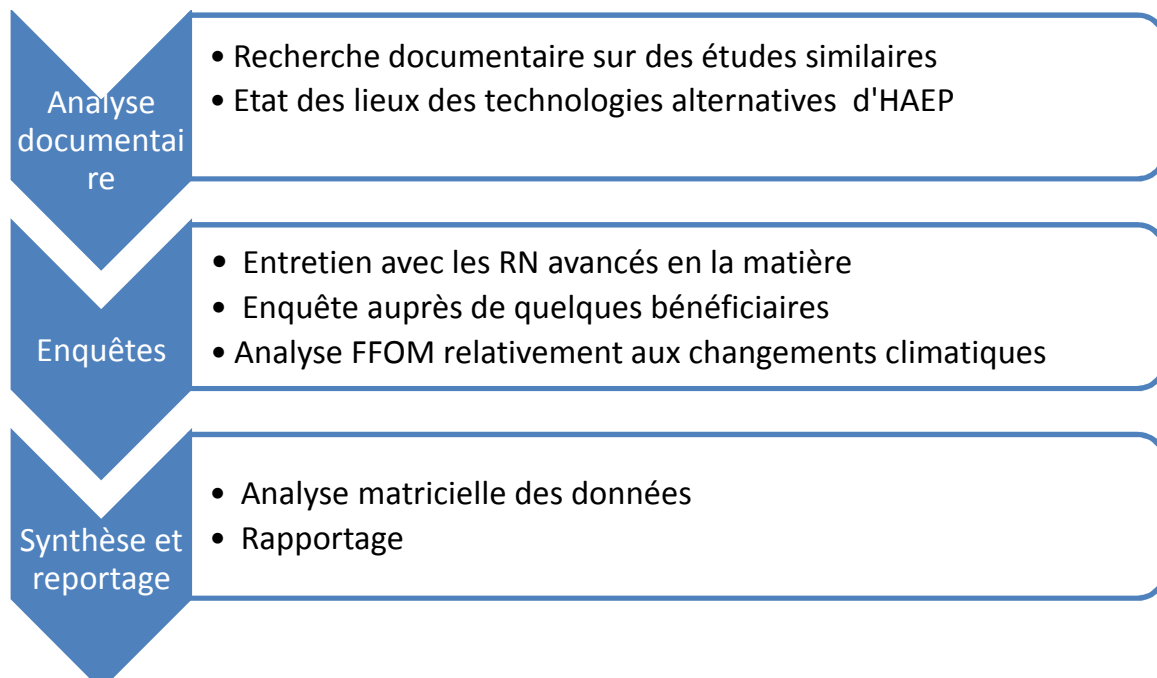 Analyse
documentai
re
• Recherche documentaire sur des études similaires
• Etat des lieux des technologies alternatives d'HAEP
Enquêtes
• Entretien avec les RN avancés en la matière
• Enquête auprès de quelques bénéficiaires
• Analyse FFOM relativement aux changements climatiques
Synthèse et
reportage
• Analyse matricielle des données
• Rapportage